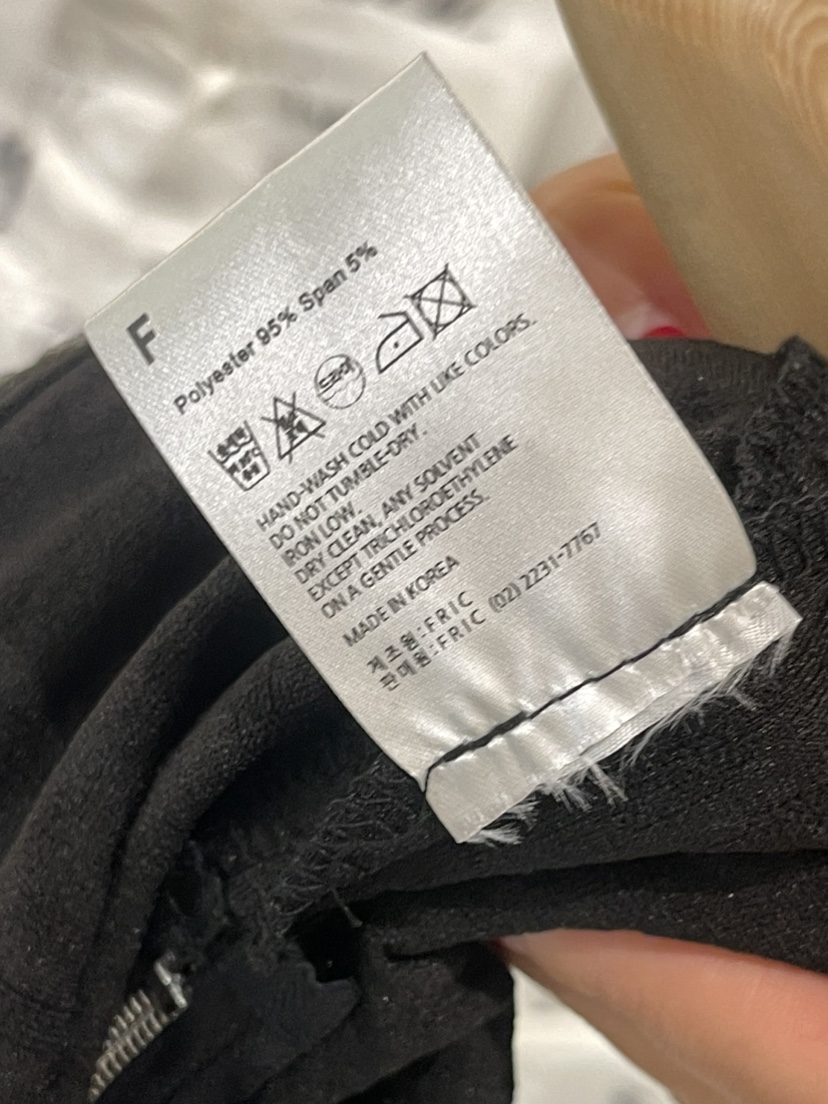 F
Polyester 95% Span 5%
HAND-WASH COLD WITH LIKE COLORS.
DO NOT TUMBLE-DRY.
IRON LOW.
DRY CLEAN, ANY SOLVENT
EXCEPT TRICHLOROETHYLENE
ON A GENTLE PROCESS.
MADE IN KOREA
제조원:FRIC
판매원:FRIC (02) 2231-7767